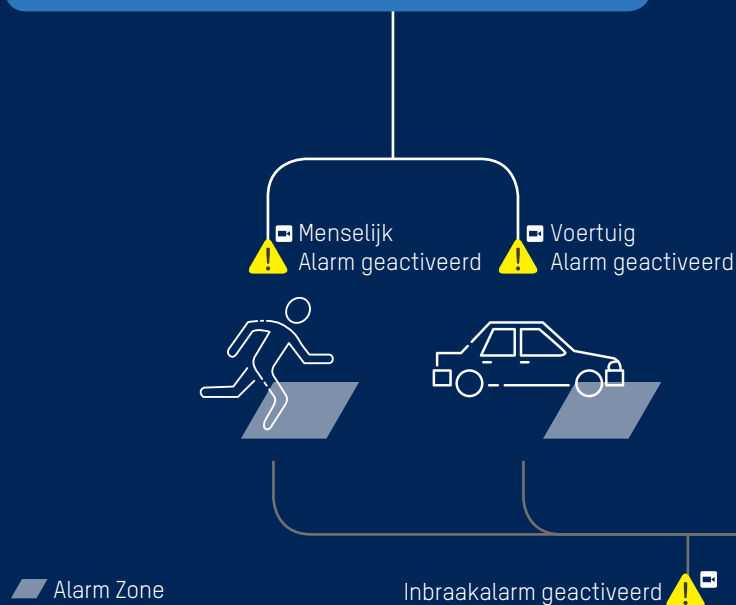 Menselijk
Alarm geactiveerd
Voertuig
Alarm geactiveerd
Alarm Zone
Inbraakalarm geactiveerd